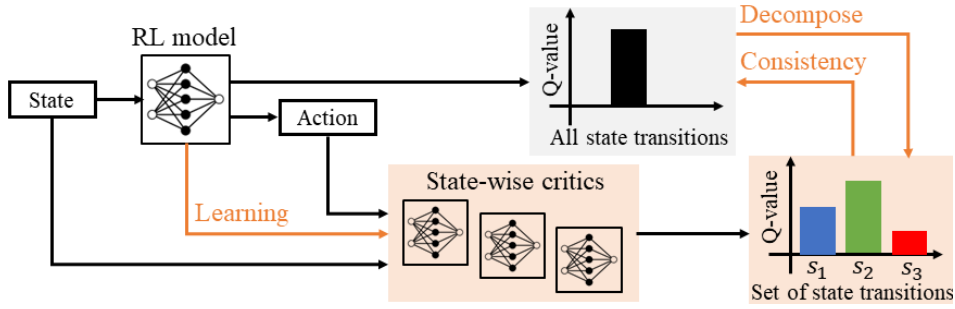 RL model
State
Action
Learning
State-wise critics
Q-value
All state transitions
Decompose
Consistency
Q-value
s1 s2 s3
Set of state transitions